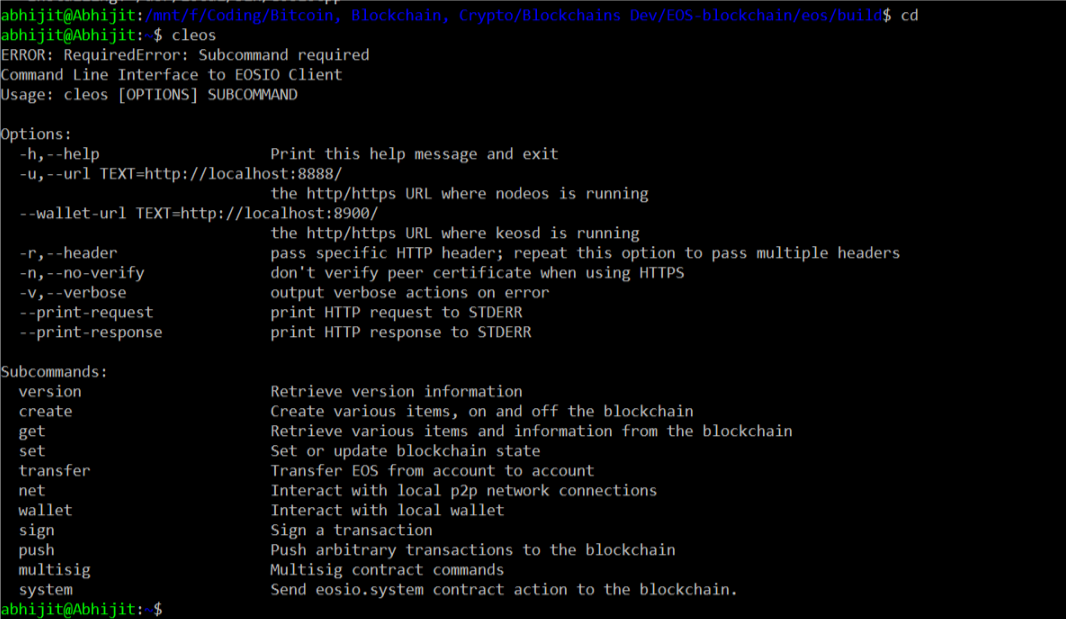 abhijit@Abhijit:/mnt/f/Coding/Bitcoin, Blockchain, Crypto/Blockchains Dev/EOS-blockchain/eos/build$ cd
abhijit@Abhijit:~$ cleos
ERROR: RequiredError: Subcommand required
Command Line Interface to EOSIO Client
Usage: cleos [OPTIONS] SUBCOMMAND

Options:
  -h,--help                   Print this help message and exit
  -u,--url TEXT=http://localhost:8888/
                              the http/https URL where nodeos is running
  --wallet-url TEXT=http://localhost:8900/
                              the http/https URL where keosd is running
  -r,--header                 pass specific HTTP header; repeat this option to pass multiple headers
  -n,--no-verify              don't verify peer certificate when using HTTPS
  -v,--verbose                output verbose actions on error
  --print-request             print HTTP request to STDERR
  --print-response            print HTTP response to STDERR

Subcommands:
  version                     Retrieve version information
  create                      Create various items, on and off the blockchain
  get                         Retrieve various items and information from the blockchain
  set                         Set or update blockchain state
  transfer                    Transfer EOS from account to account
  net                         Interact with local p2p network connections
  wallet                      Interact with local wallet
  sign                        Sign a transaction
  push                        Push arbitrary transactions to the blockchain
  multisig                    Multisig contract commands
  system                      Send eosio.system contract action to the blockchain.
abhijit@Abhijit:~$